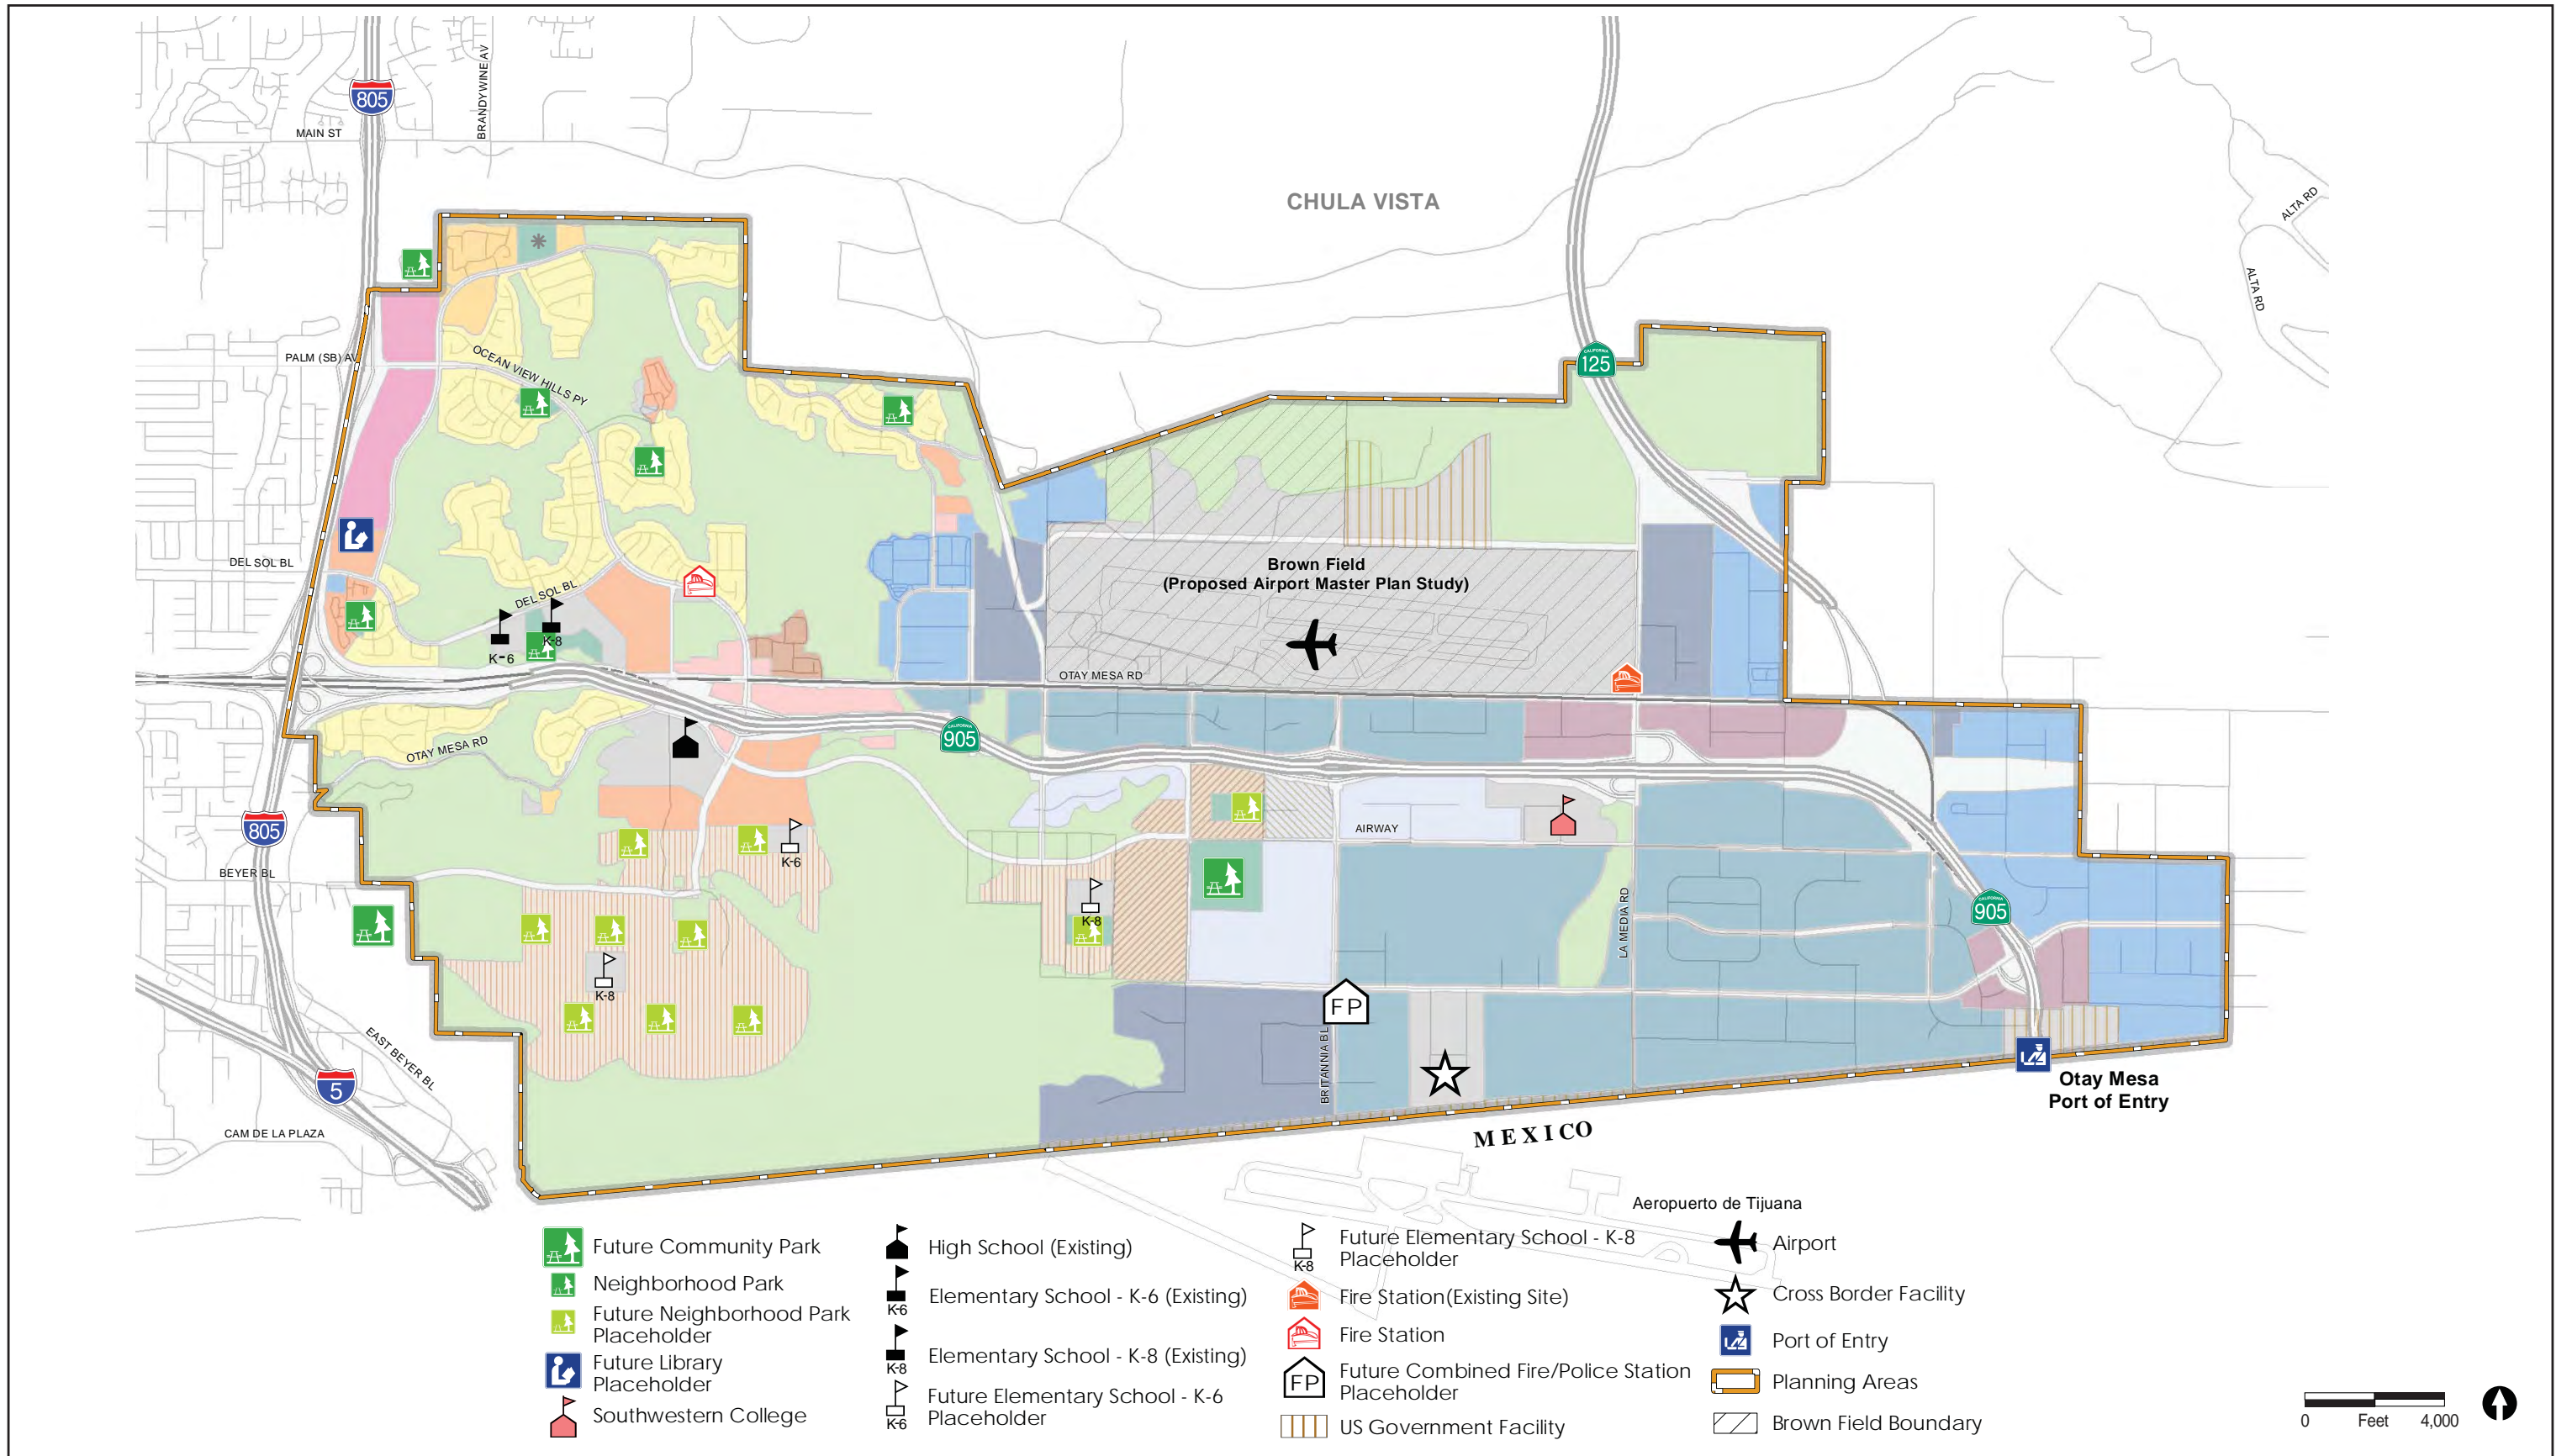 805
MAIN ST
BRANDYWINE AV
CHULA VISTA
ALTA RD
ALTA RD
PALM (SB) AV
OCEAN VIEW HILLS PY
CALIFORNIA
125
DEL SOL BL
DEL SOL BL
Brown Field
(Proposed Airport Master Plan Study)
K-6
K-8
OTAY MESA RD
OTAY MESA RD
CALIFORNIA
905
805
AIRWAY
K-6
BEYER BL
K-8
LA MEDIA RD
CALIFORNIA
905
K-8
FP
BRITANNIA BL
EAST BEYER BL
5
Otay Mesa
Port of Entry
CAM DE LA PLAZA
MEXICO
Aeropuerto de Tijuana
Future Community Park
Neighborhood Park
Future Neighborhood Park
Placeholder
Future Library
Placeholder
Southwestern College
High School (Existing)
K-6
Elementary School - K-6 (Existing)
K-8
Elementary School - K-8 (Existing)
K-6
Future Elementary School - K-6
Placeholder
K-8
Future Elementary School - K-8
Placeholder
Fire Station(Existing Site)
Fire Station
FP
Future Combined Fire/Police Station
Placeholder
US Government Facility
Airport
Cross Border Facility
Port of Entry
Planning Areas
Brown Field Boundary
0 Feet 4,000